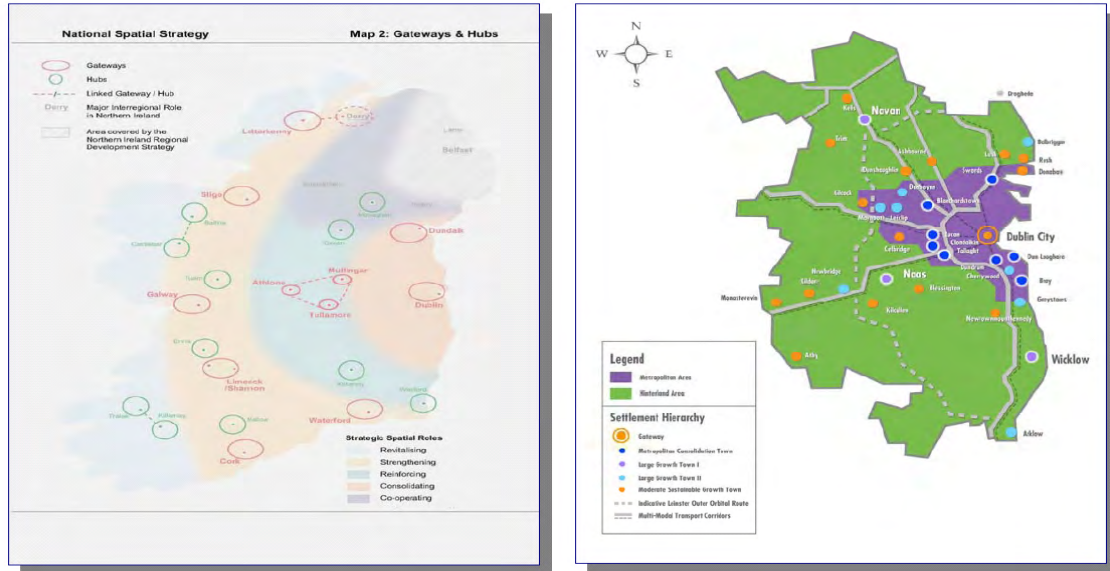 National Spatial Strategy
Map 2: Gateways & Hubs
Gateways
Hubs
Linked Gateway / Hub
Derry
Major Interregional Role
in Northern Ireland
Area covered by the
Northern Ireland Regional
Development Strategy
Letterkenny
Derry
Larne
Belfast
Sligo
Ballina
Castlebar
Monaghan
Cavan
Dundalk
Tuam
Galway
Mullingar
Athlone
Tullamore
Dublin
Ennis
Limerick
/Shannon
Kilkenny
Wexford
Waterford
Tralee
Killarney
Mallow
Cork
Strategic Spatial Roles
Revitalising
Strengthening
Reinforcing
Consolidating
Co-operating
N
W
E
S
Drogheda
Kells
Navan
Trim
Ashbourne
Dunshaughlin
Balbriggan
Lusk
Rush
Donabate
Swords
Dunboyne
Kilcock
Blanchardstown
Maynooth
Leixlip
Lucan
Clondalkin
Tallaght
Celbridge
Dublin City
Dun Laoghaire
Dundrum
Cherrywood
Bray
Greystones
Naas
Newbridge
Kildare
Monasterevin
Blessington
Kilcullen
Newtownmountkennedy
Athy
Wicklow
Arklow
Legend
Metropolitan Area
Hinterland Area
Settlement Hierarchy
Gateway
Metropolitan Consolidation Town
Large Growth Town I
Large Growth Town II
Moderate Sustainable Growth Town
Indicative Leinster Outer Orbital Route
Multi-Modal Transport Corridors